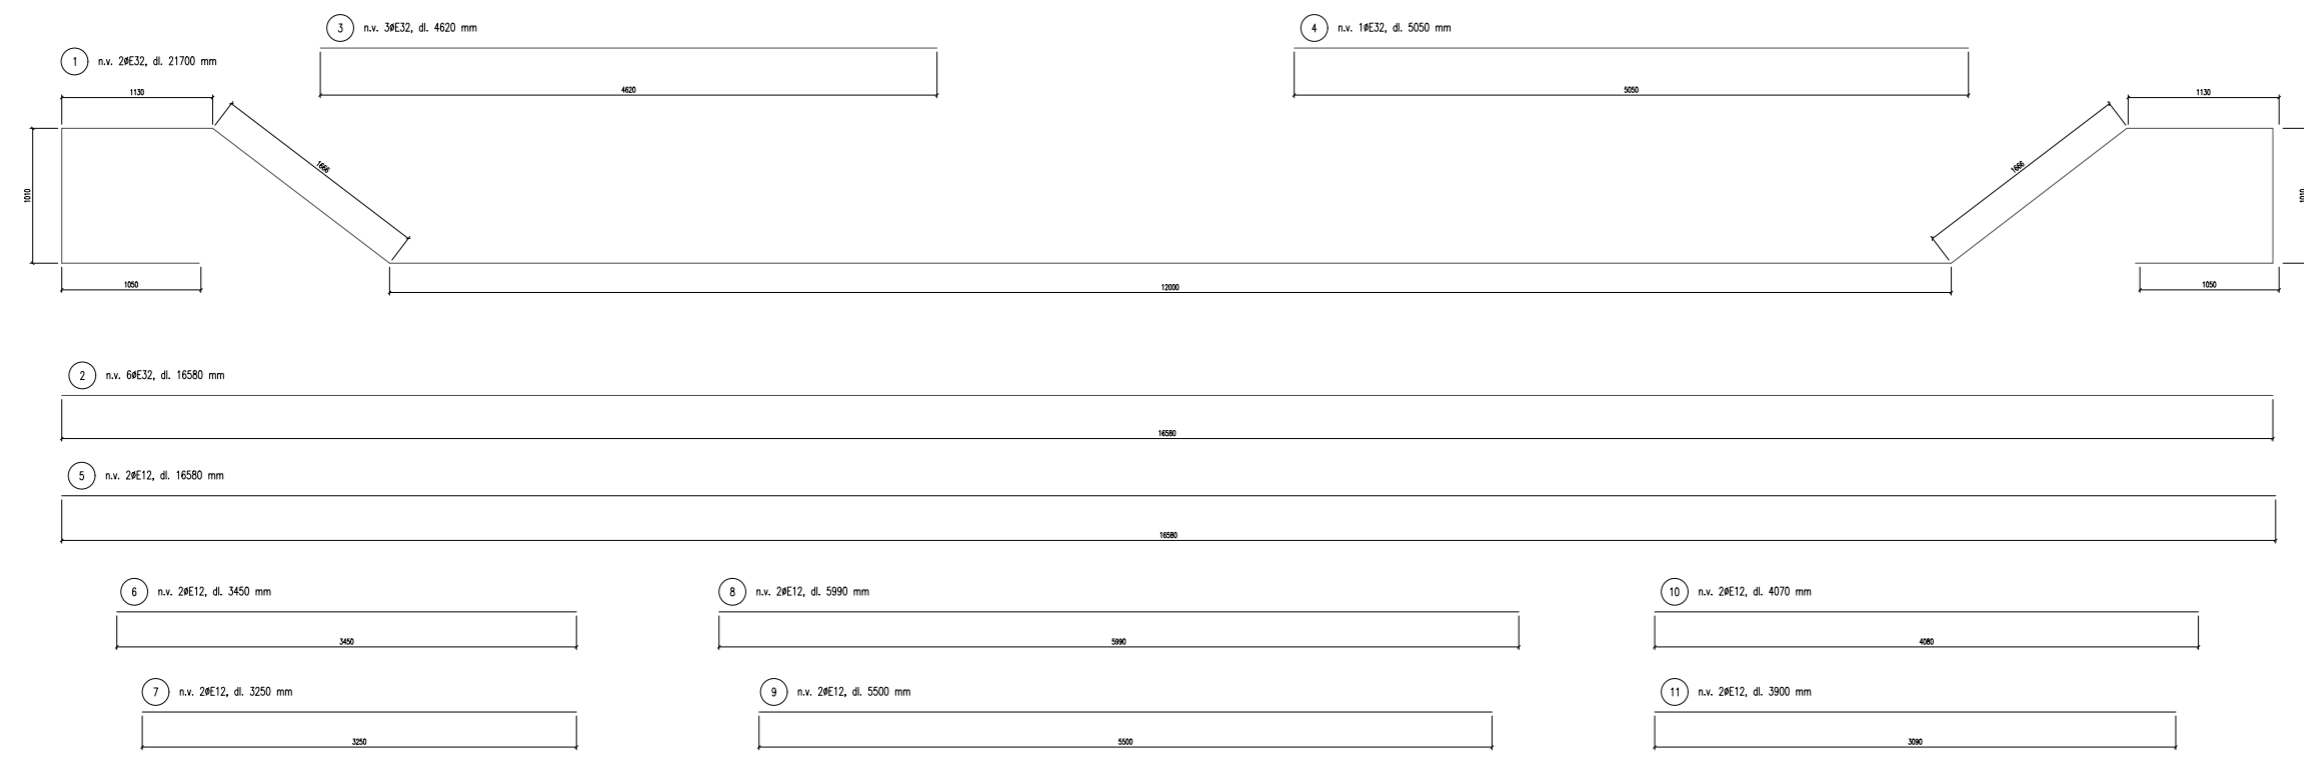 3 n.v. 3øE32, dl. 4620 mm
4 n.v. 1øE32, dl. 5050 mm
1 n.v. 2øE32, dl. 21700 mm
4620
5050
1130
1130
1666
1666
1010
1010
1050
12000
1050
2 n.v. 6øE32, dl. 16580 mm
16580
5 n.v. 2øE12, dl. 16580 mm
16580
6 n.v. 2øE12, dl. 3450 mm
8 n.v. 2øE12, dl. 5990 mm
10 n.v. 2øE12, dl. 4070 mm
3450
5990
4080
7 n.v. 2øE12, dl. 3250 mm
9 n.v. 2øE12, dl. 5500 mm
11 n.v. 2øE12, dl. 3900 mm
3250
5500
3090